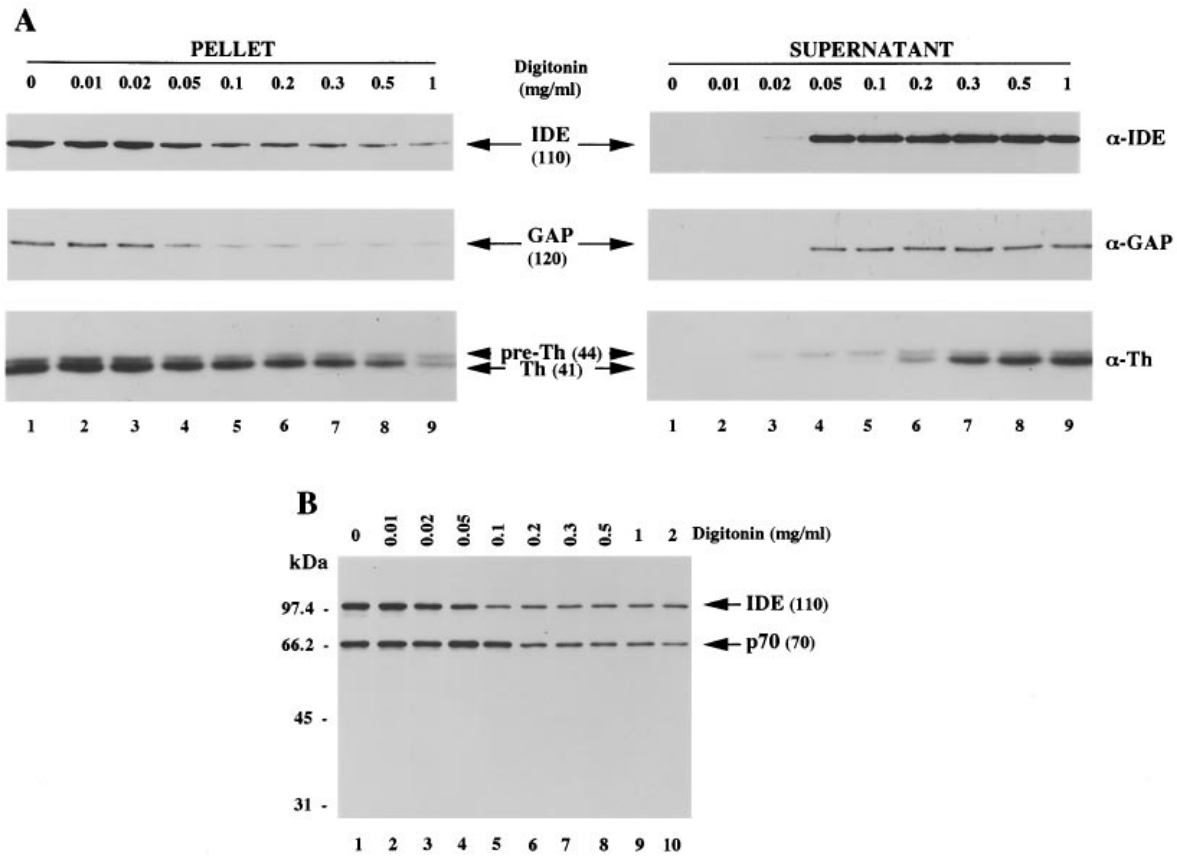 A
PELLET
SUPERNATANT
0 0.01 0.02 0.05 0.1 0.2 0.3 0.5 1
Digitonin
(mg/ml)
0 0.01 0.02 0.05 0.1 0.2 0.3 0.5 1
IDE
(110)
α-IDE
GAP
(120)
α-GAP
pre-Th (44)
Th (41)
α-Th
1 2 3 4 5 6 7 8 9
1 2 3 4 5 6 7 8 9
B
0 0.01 0.02 0.05 0.1 0.2 0.3 0.5 1 2 Digitonin (mg/ml)
kDa
97.4 -
IDE (110)
66.2 -
p70 (70)
45 -
31 -
1 2 3 4 5 6 7 8 9 10